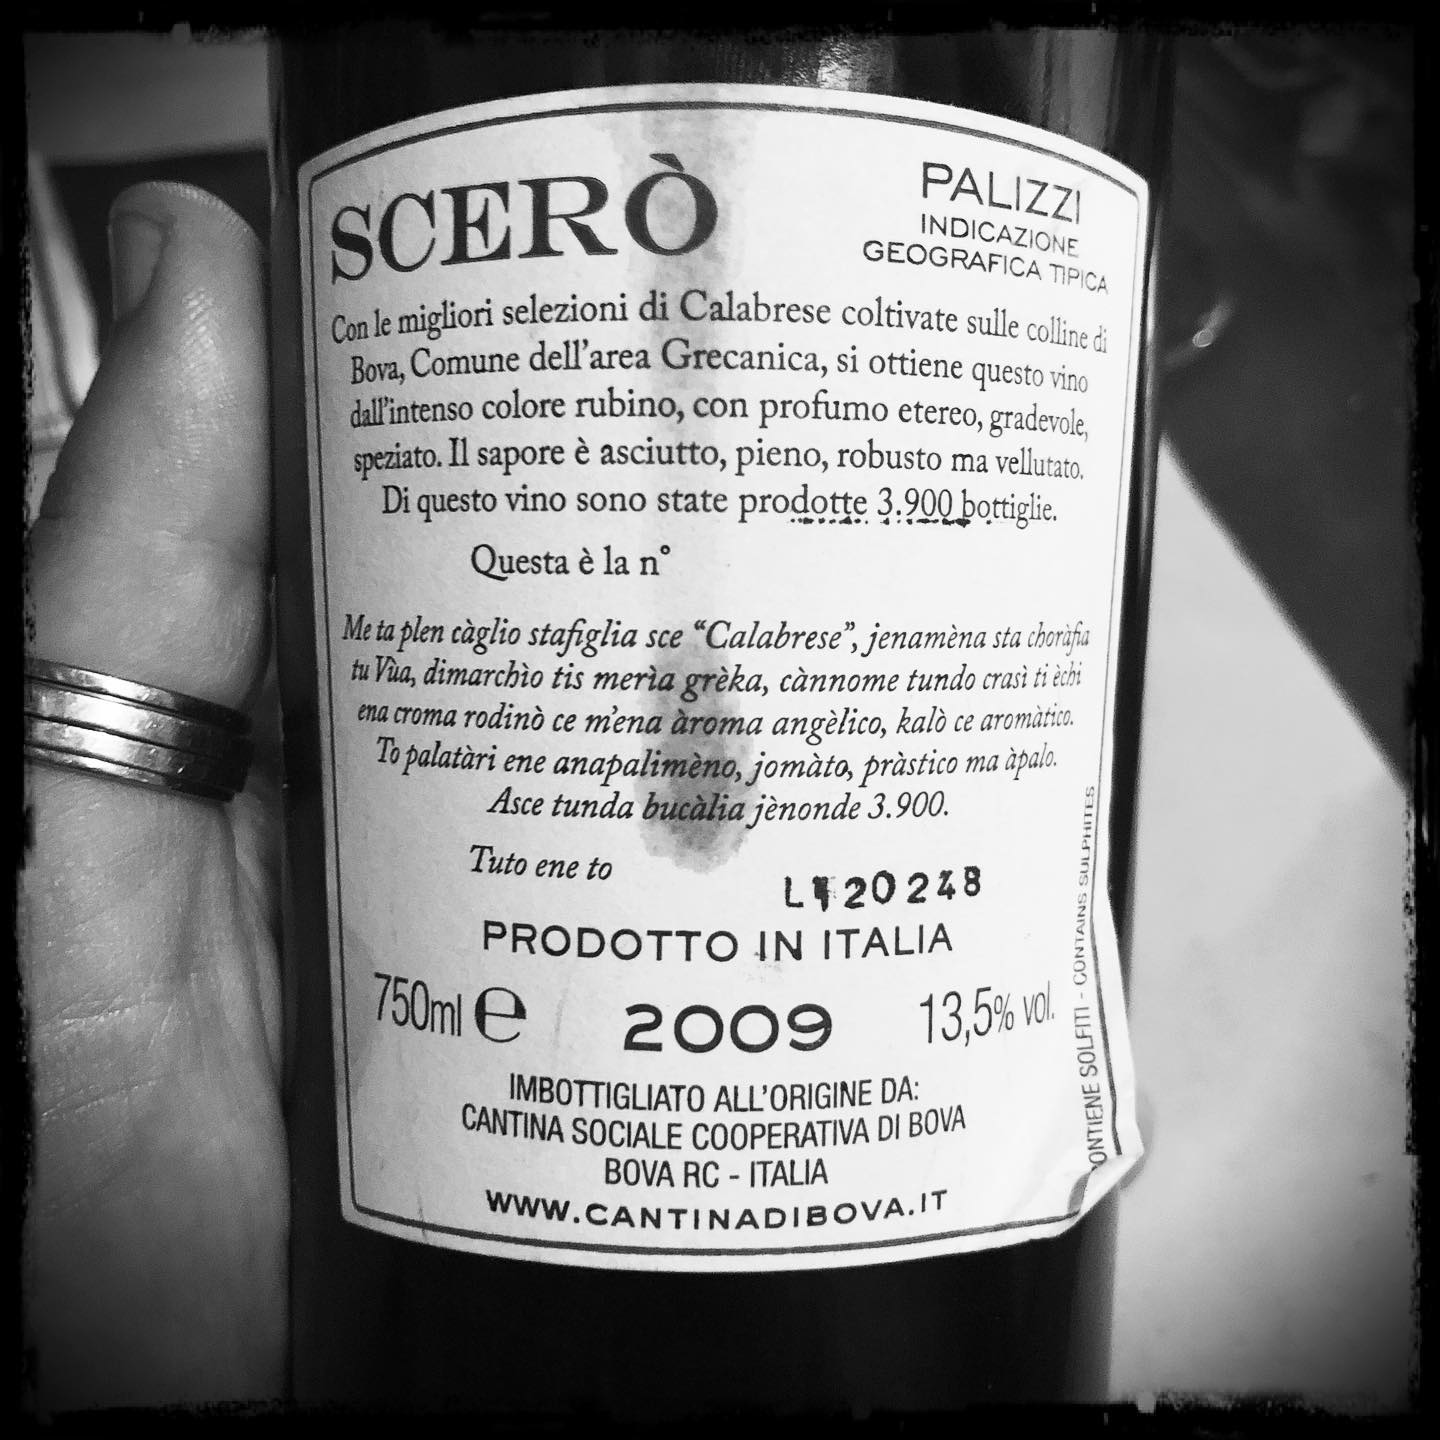 SCERÒ
PALIZZI
INDICAZIONE
GEOGRAFICA TIPICA
Con le migliori selezioni di Calabrese coltivate sulle colline di
Bova, Comune dell'area Grecanica, si ottiene questo vino
dall'intenso colore rubino, con profumo etereo, gradevole,
speziato. Il sapore è asciutto, pieno, robusto ma vellutato.
Di questo vino sono state prodotte 3.900 bottiglie.
Questa è la n°
Me ta plen càglio stafiglia sce “Calabrese”, jenamèna sta choràfia
tu Vùa, dimarchìo tis merìa grèka, cànnome tundo crasì ti èchi
ena croma rodinò ce m'ena àroma angèlico, kalò ce aromàtico.
To palatàri ene anapalimèno, jomàto, pràstico ma àpalo.
Asce tunda bucàlia jènonde 3.900.
Tuto ene to
20248
PRODOTTO IN ITALIA
750ml e
2009
13,5% vol.
IMBOTTIGLIATO ALL'ORIGINE DA:
CANTINA SOCIALE COOPERATIVA DI BOVA
BOVA RC - ITALIA
WWW.CANTINADIBOVA.IT
CONTIENE SOLFITI - CONTAINS SULPHITES